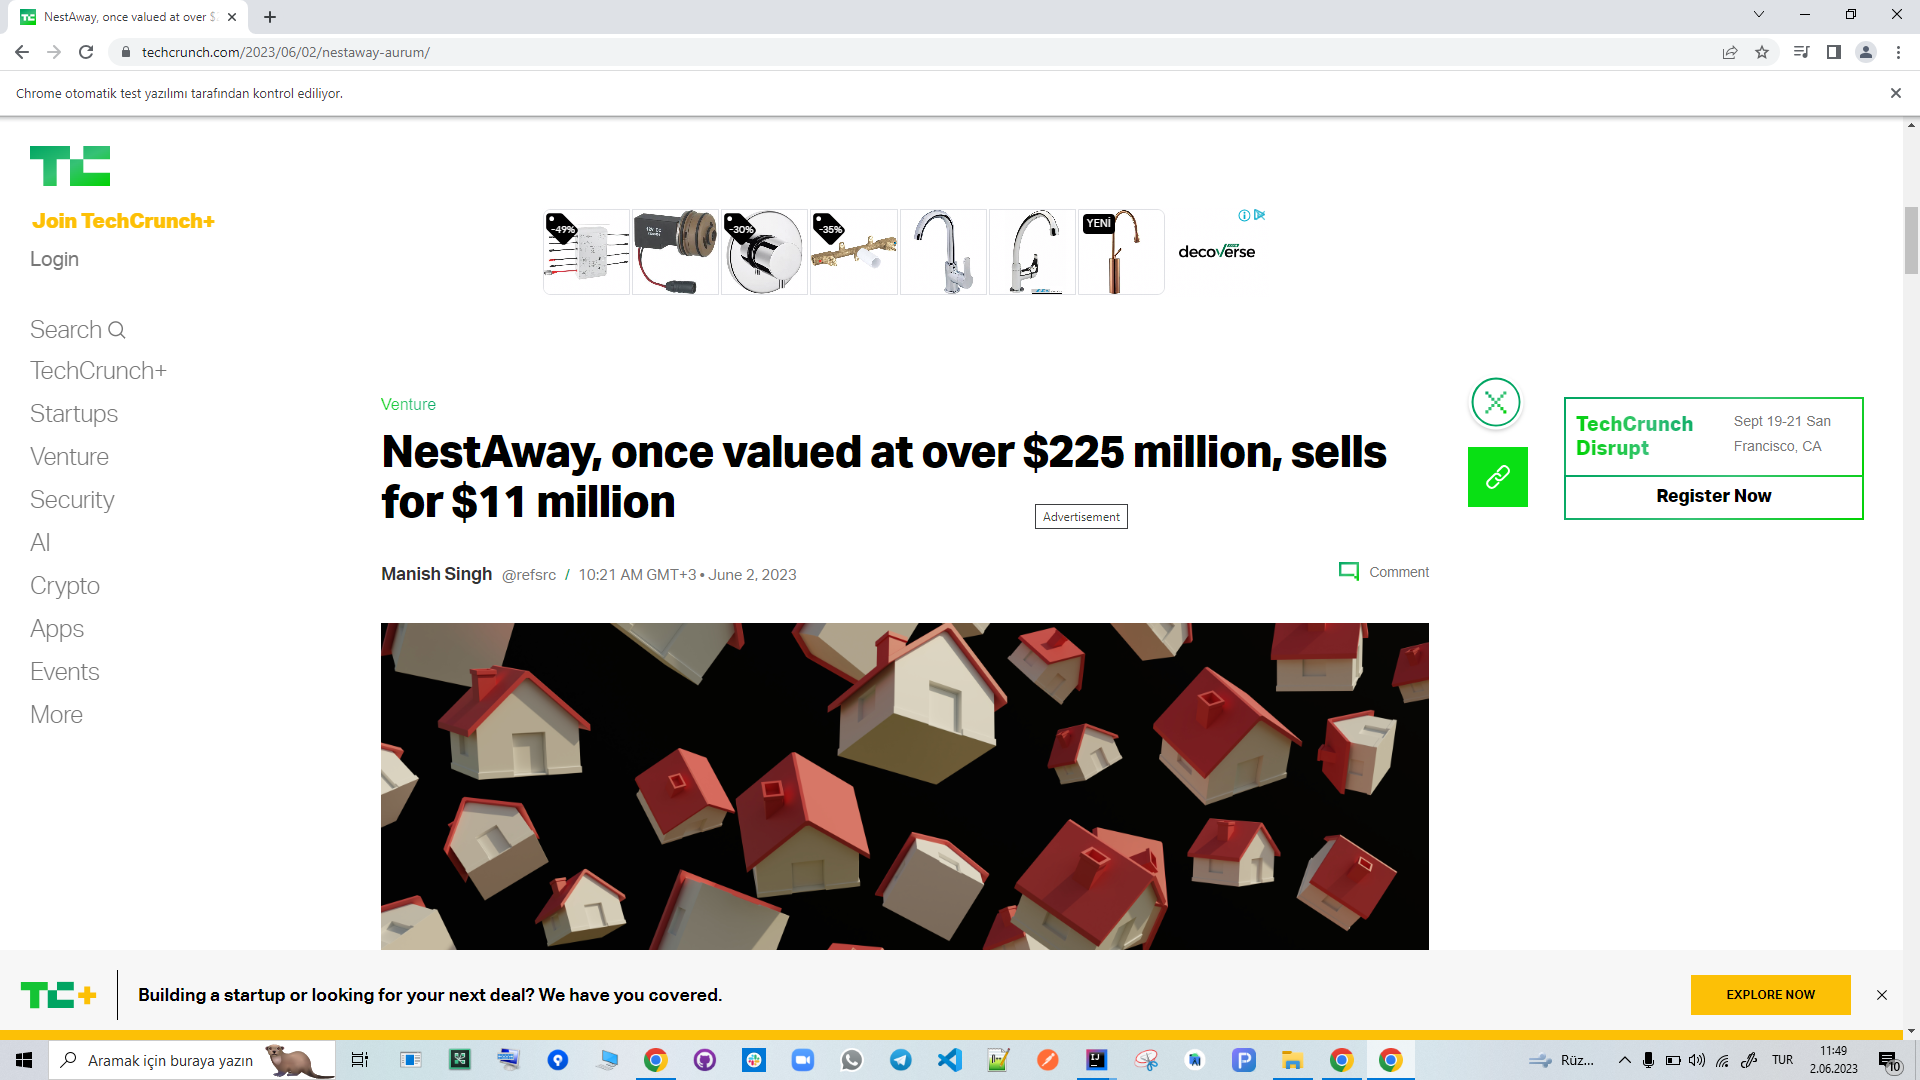 NestAway, once valued at over $
techcrunch.com/2023/06/02/nestaway-aurum/
Chrome otomatik test yazılımı tarafından kontrol ediliyor.
TC
Join TechCrunch+
Login
Search
TechCrunch+
Startups
Venture
Security
AI
Crypto
Apps
Events
More
-49%
-30%
-35%
YENİ
decoverse
Venture
NestAway, once valued at over $225 million, sells
for $11 million
Advertisement
Manish Singh @refsrc / 10:21 AM GMT+3 • June 2, 2023
Comment
TechCrunch
Disrupt
Sept 19-21 San
Francisco, CA
Register Now
TC+
Building a startup or looking for your next deal? We have you covered.
EXPLORE NOW
Aramak için buraya yazın
Rüz...
TUR
11:49
2.06.2023
10